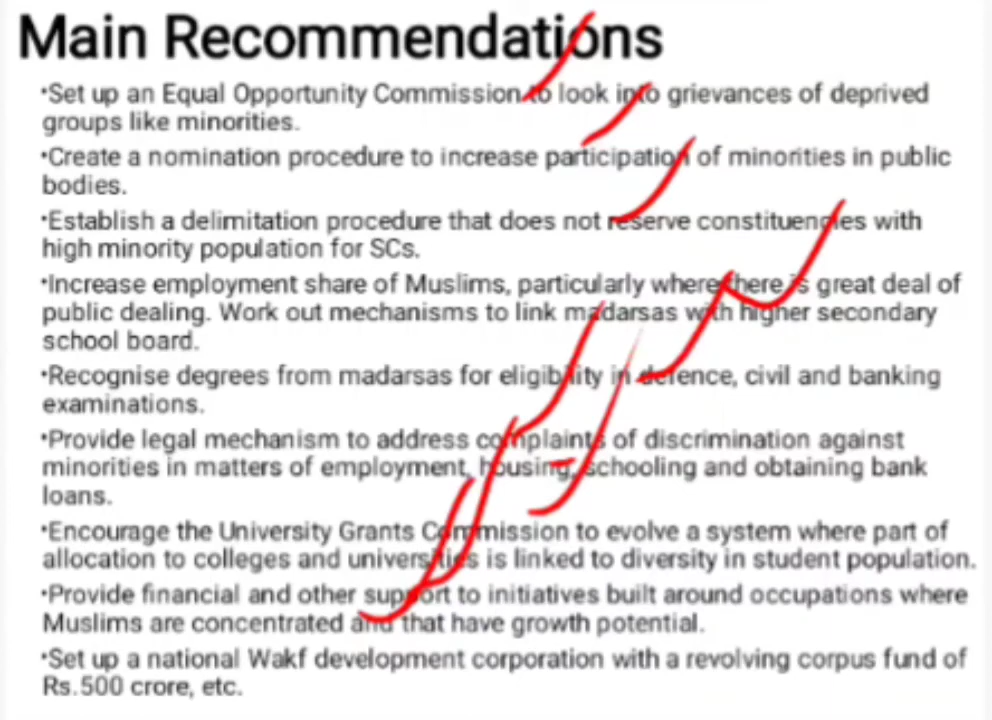 Main Recommendations
•Set up an Equal Opportunity Commission to look into grievances of deprived
groups like minorities.
•Create a nomination procedure to increase participation of minorities in public
bodies.
•Establish a delimitation procedure that does not reserve constituencies with
high minority population for SCs.
•Increase employment share of Muslims, particularly where there is great deal of
public dealing. Work out mechanisms to link madarsas with higher secondary
school board.
•Recognise degrees from madarsas for eligibility in defence, civil and banking
examinations.
•Provide legal mechanism to address complaints of discrimination against
minorities in matters of employment, housing, schooling and obtaining bank
loans.
•Encourage the University Grants Commission to evolve a system where part of
allocation to colleges and universities is linked to diversity in student population.
•Provide financial and other support to initiatives built around occupations where
Muslims are concentrated and that have growth potential.
•Set up a national Wakf development corporation with a revolving corpus fund of
Rs.500 crore, etc.